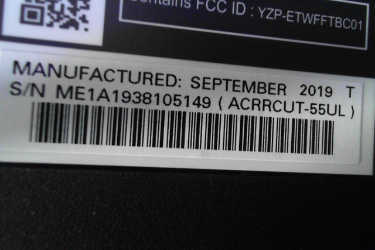 Contains FCC ID : YZP-ETWFFTBC01
MANUFACTURED: SEPTEMBER 2019 T
S/N ME1A1938105149 ( ACRRCUT-55UL )